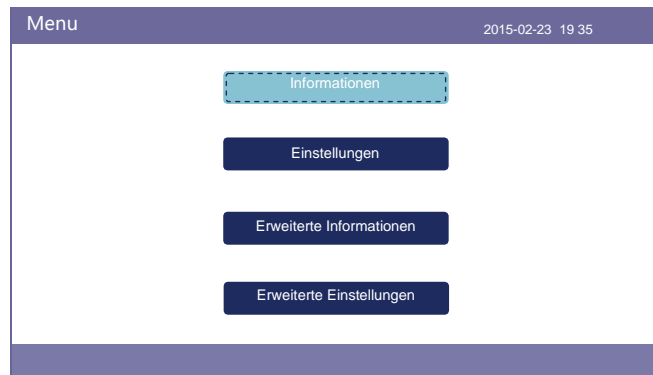 Menu
2015-02-23 19 35
Informationen
Einstellungen
Erweiterte Informationen
Erweiterte Einstellungen